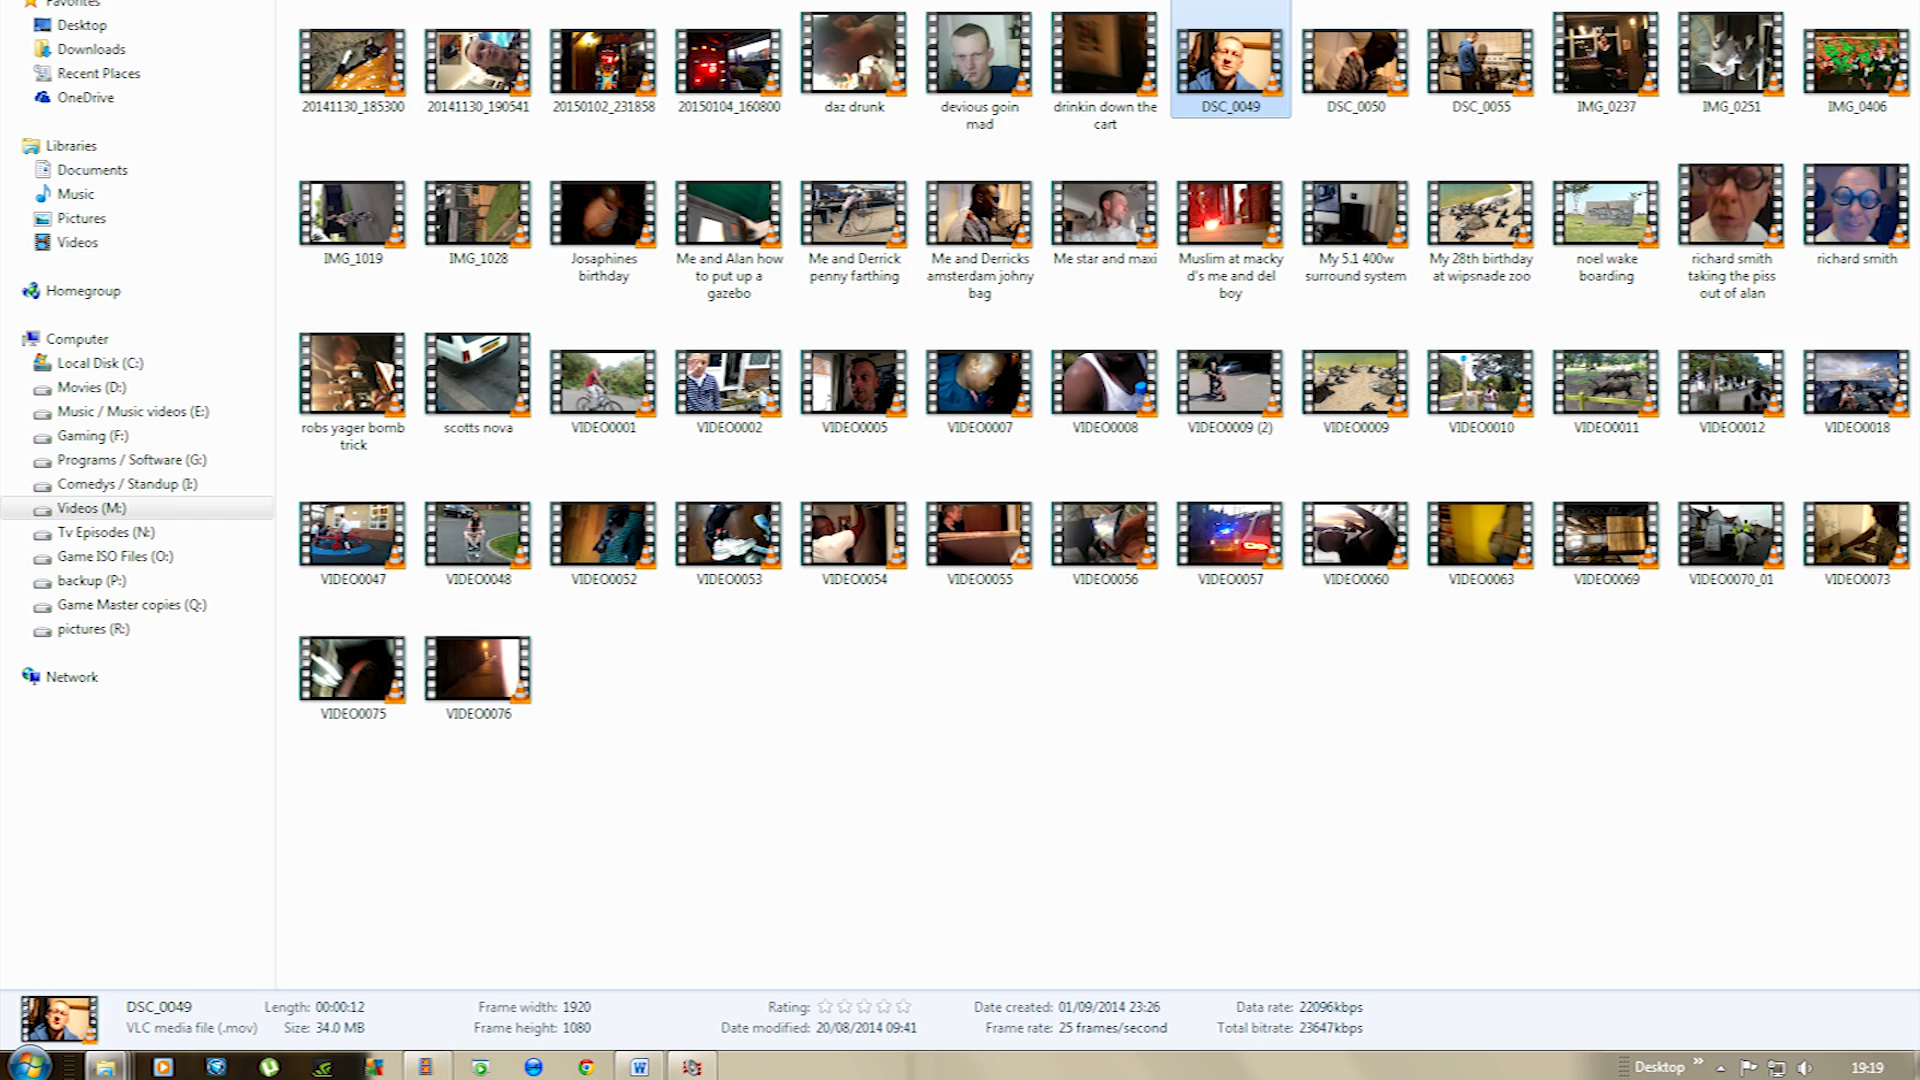 Favorites
Desktop
Downloads
Recent Places
OneDrive
Libraries
Documents
Music
Pictures
Videos
Homegroup
Computer
Local Disk (C:)
Movies (D:)
Music / Music videos (E:)
Gaming (F:)
Programs / Software (G:)
Comedys / Standup (I:)
Videos (M:)
Tv Episodes (N:)
Game ISO Files (O:)
backup (P:)
Game Master copies (Q:)
pictures (R:)
Network
20141130_185300
20141130_190541
20150102_231858
20150104_160800
daz drunk
devious goin
mad
drinkin down the
cart
DSC_0049
DSC_0050
DSC_0055
IMG_0237
IMG_0251
IMG_0406
IMG_1019
IMG_1028
Josaphines
birthday
Me and Alan how
to put up a
gazebo
Me and Derrick
penny farthing
Me and Derricks
amsterdam johny
bag
Me star and maxi
Muslim at macky
d's me and del
boy
My 5.1 400w
surround system
My 28th birthday
at wipsnade zoo
noel wake
boarding
richard smith
taking the piss
out of alan
richard smith
robs yager bomb
trick
scotts nova
VIDEO0001
VIDEO0002
VIDEO0005
VIDEO0007
VIDEO0008
VIDEO0009 (2)
VIDEO0009
VIDEO0010
VIDEO0011
VIDEO0012
VIDEO0018
VIDEO0047
VIDEO0048
VIDEO0052
VIDEO0053
VIDEO0054
VIDEO0055
VIDEO0056
VIDEO0057
VIDEO0060
VIDEO0063
VIDEO0069
VIDEO0070_01
VIDEO0073
VIDEO0075
VIDEO0076
DSC_0049 Length: 00:00:12 Frame width: 1920 Rating: Date created: 01/09/2014 23:26 Data rate: 22096kbps
VLC media file (.mov) Size: 34.0 MB Frame height: 1080 Date modified: 20/08/2014 09:41 Frame rate: 25 frames/second Total bitrate: 23647kbps
Desktop » 19:19